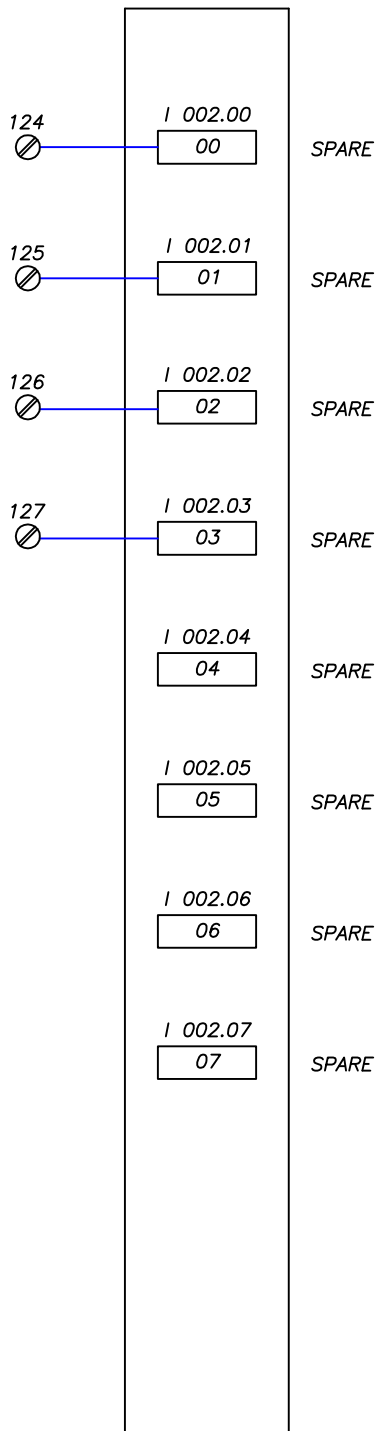 I 002.00
124
00
SPARE
I 002.01
125
01
SPARE
I 002.02
126
02
SPARE
I 002.03
127
03
SPARE
I 002.04
04
SPARE
I 002.05
05
SPARE
I 002.06
06
SPARE
I 002.07
07
SPARE